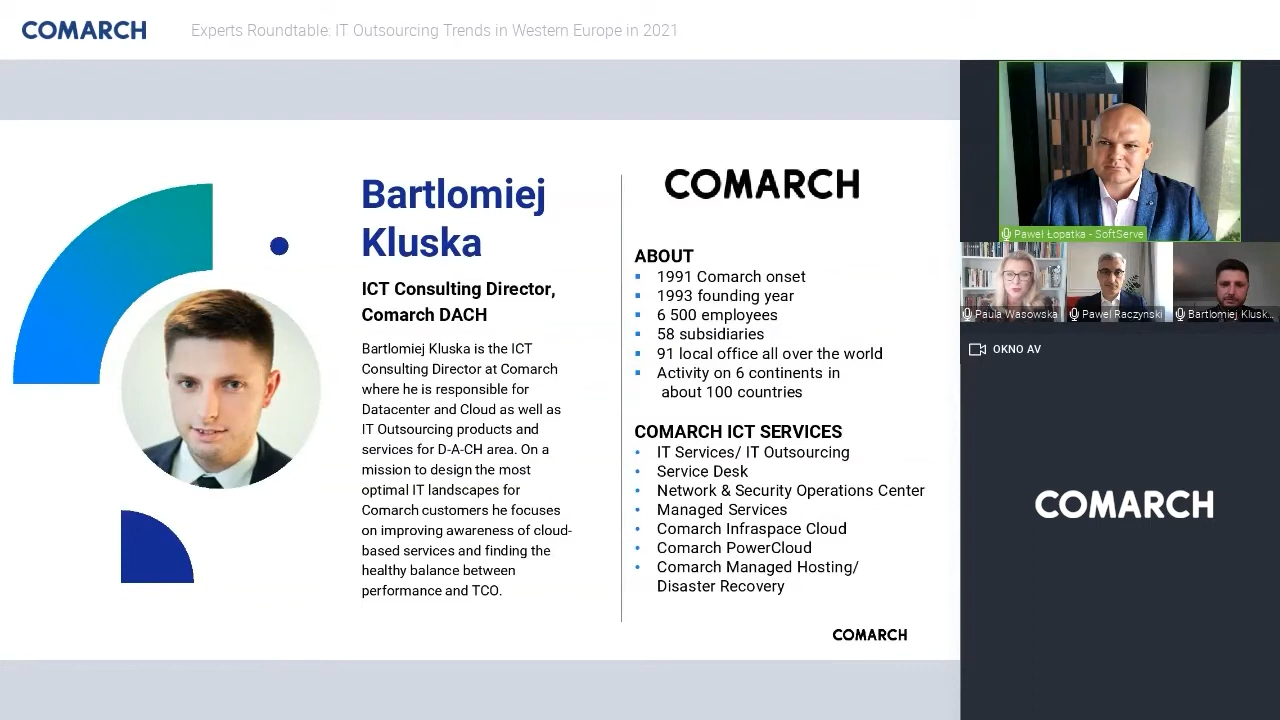 COMARCH
Experts Roundtable: IT Outsourcing Trends in Western Europe in 2021
Bartlomiej
Kluska
ICT Consulting Director,
Comarch DACH
Bartlomiej Kluska is the ICT
Consulting Director at Comarch
where he is responsible for
Datacenter and Cloud as well as
IT Outsourcing products and
services for D-A-CH area. On a
mission to design the most
optimal IT landscapes for
Comarch customers he focuses
on improving awareness of cloud-
based services and finding the
healthy balance between
performance and TCO.
COMARCH
ABOUT
1991 Comarch onset
1993 founding year
6 500 employees
58 subsidiaries
91 local office all over the world
Activity on 6 continents in
about 100 countries
COMARCH ICT SERVICES
IT Services/ IT Outsourcing
Service Desk
Network & Security Operations Center
Managed Services
Comarch Infraspace Cloud
Comarch PowerCloud
Comarch Managed Hosting/
Disaster Recovery
COMARCH
Paweł Łopatka - SoftServe
Paula Wasowska
Pawel Raczynski
Bartlomiej Klusk...
OKNO AV
COMARCH